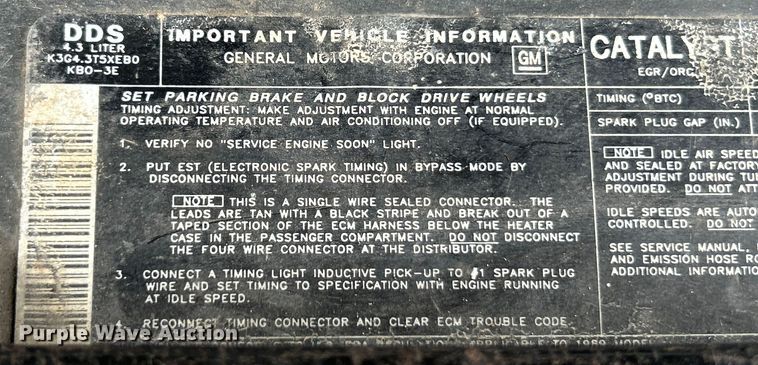 DDS
4.3 LITER
K3G4.3T5XEB0
KBO-3E
IMPORTANT VEHICLE INFORMATION
GENERAL MOTORS CORPORATION GM
SET PARKING BRAKE AND BLOCK DRIVE WHEELS
TIMING ADJUSTMENT: MAKE ADJUSTMENT WITH ENGINE AT NORMAL
OPERATING TEMPERATURE AND AIR CONDITIONING OFF (IF EQUIPPED).
1. VERIFY NO "SERVICE ENGINE SOON" LIGHT.
2. PUT EST (ELECTRONIC SPARK TIMING) IN BYPASS MODE BY
DISCONNECTING THE TIMING CONNECTOR.
NOTE THIS IS A SINGLE WIRE SEALED CONNECTOR. THE
LEADS ARE TAN WITH A BLACK STRIPE AND BREAK OUT OF A
TAPED SECTION OF THE ECM HARNESS BELOW THE HEATER
CASE IN THE PASSENGER COMPARTMENT. DO NOT DISCONNECT
THE FOUR WIRE CONNECTOR AT THE DISTRIBUTOR.
3. CONNECT A TIMING LIGHT INDUCTIVE PICK-UP TO #1 SPARK PLUG
WIRE AND SET TIMING TO SPECIFICATION WITH ENGINE RUNNING
AT IDLE SPEED.
4. RECONNECT TIMING CONNECTOR AND CLEAR ECM TROUBLE CODE.
APPLICABLE TO 1989 MODEL
CATALYST
EGR/ORC
TIMING (°BTC)
SPARK PLUG GAP (IN.)
NOTE IDLE AIR SPEED
AND SEALED AT FACTORY
ADJUSTMENT DURING TU
PROVIDED. DO NOT ATT
IDLE SPEEDS ARE AUTO
CONTROLLED. DO NOT
SEE SERVICE MANUAL,
AND EMISSION HOSE RO
ADDITIONAL INFORMATIO
Purple Wave Auction